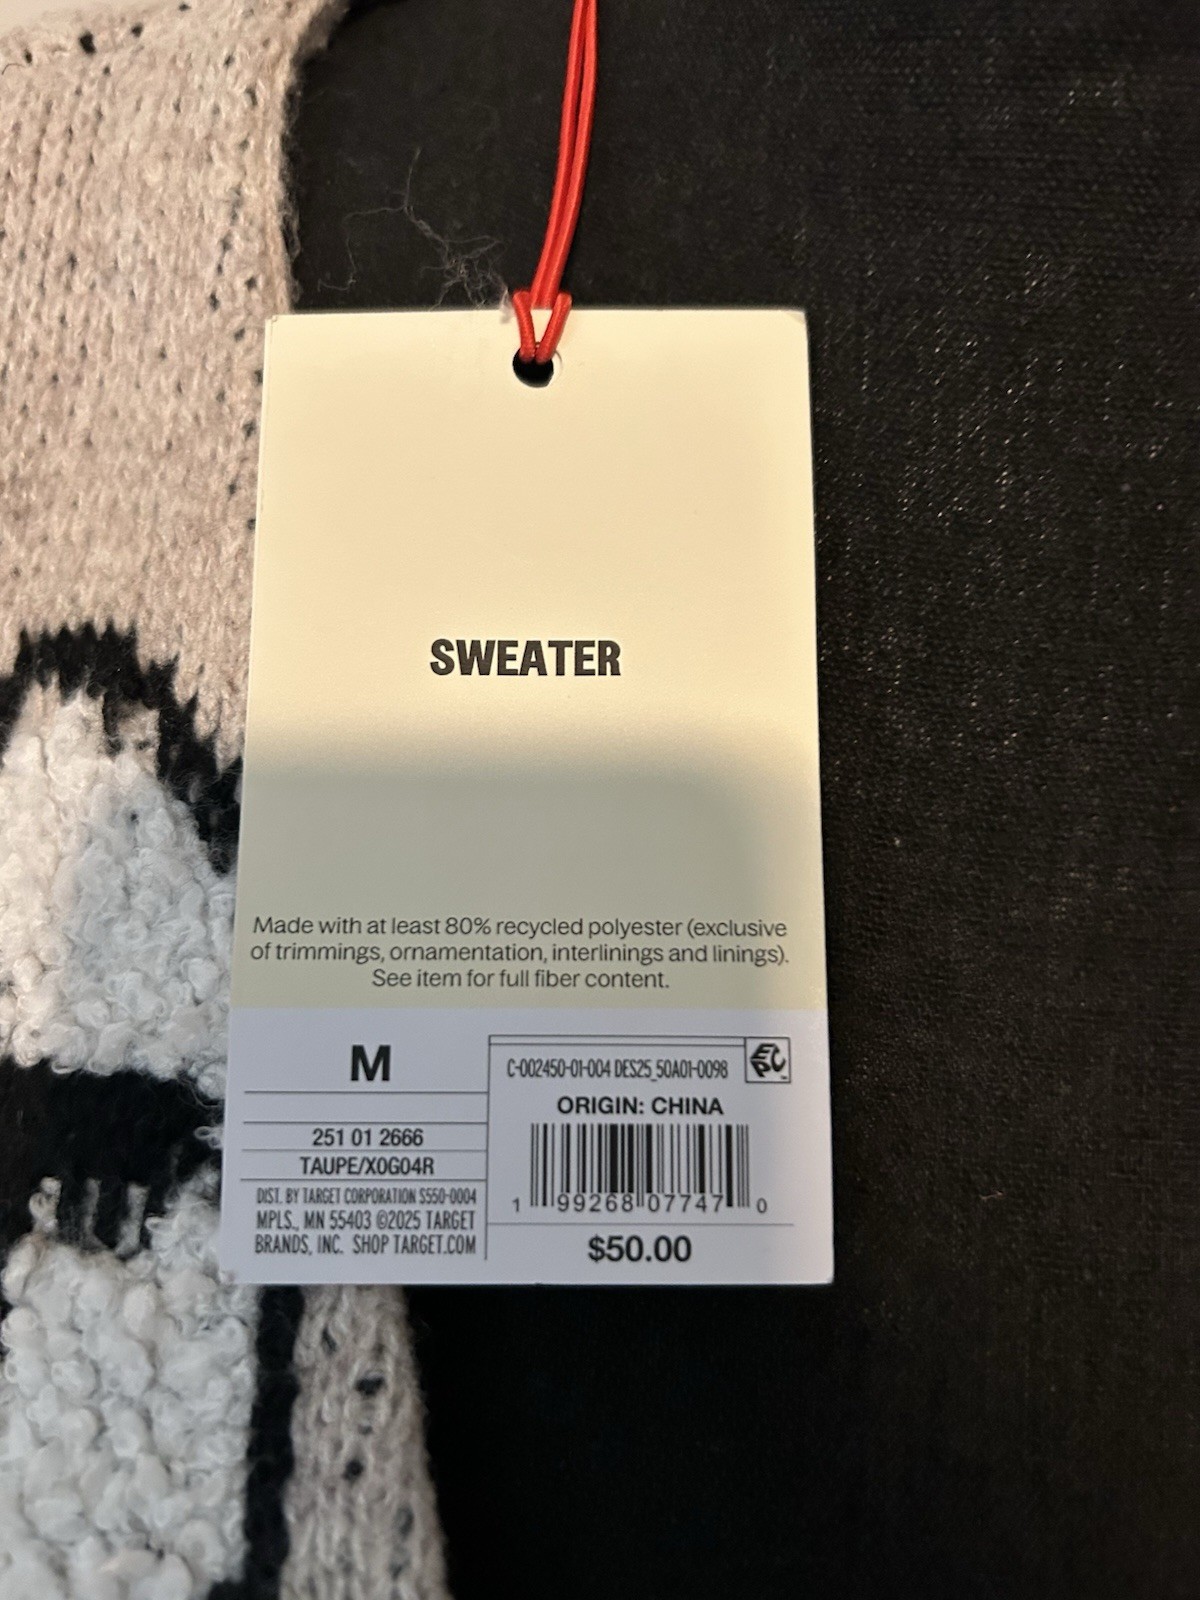 SWEATER
Made with at least 80% recycled polyester (exclusive
of trimmings, ornamentation, interlinings and linings).
See item for full fiber content.
M
251 01 2666
TAUPE/X0G04R
DIST. BY TARGET CORPORATION S550-0004
MPLS., MN 55403 ©2025 TARGET
BRANDS, INC. SHOP TARGET.COM
C-002450-01-004 DES25_50A01-0098
EPC
ORIGIN: CHINA
1 99268 07747 0
$50.00